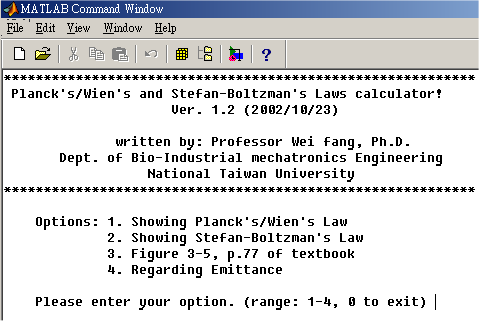 MATLAB Command Window
File Edit View Window Help
************************************************************
Planck's/Wien's and Stefan-Boltzman's Laws calculator!
Ver. 1.2 (2002/10/23)
written by: Professor Wei fang, Ph.D.
Dept. of Bio-Industrial mechatronics Engineering
National Taiwan University
************************************************************
Options: 1. Showing Planck's/Wien's Law
2. Showing Stefan-Boltzman's Law
3. Figure 3-5, p.77 of textbook
4. Regarding Emittance
Please enter your option. (range: 1-4, 0 to exit)